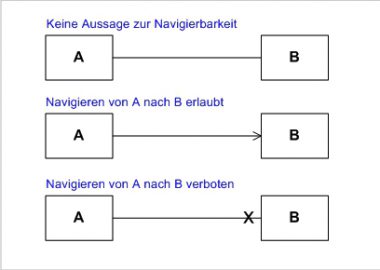 Keine Aussage zur Navigierbarkeit
A B
Navigieren von A nach B erlaubt
A B
Navigieren von A nach B verboten
A X B